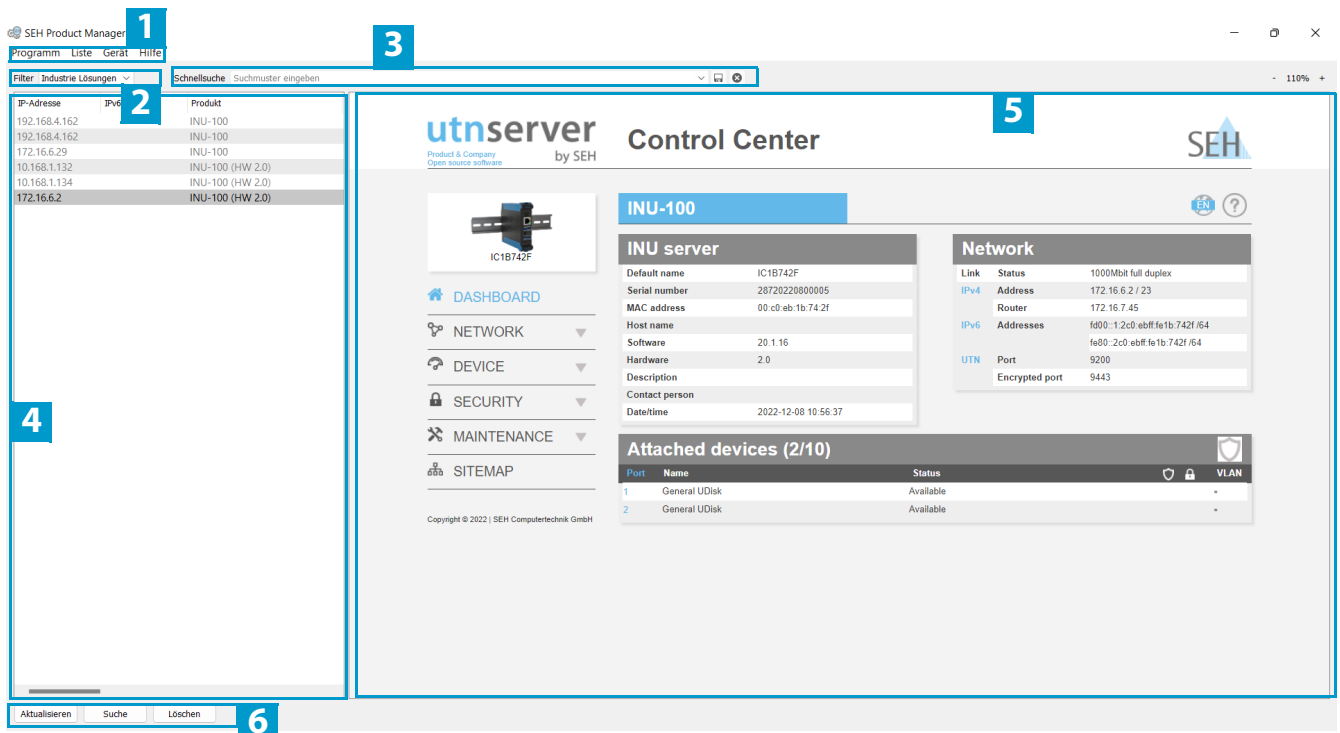 SEH Product Manager
1
Programm Liste Gerät Hilfe
3
Filter Industrie Lösungen
Schnellsuche Suchmuster eingeben
- 110% +
2
IP-Adresse IPv6 Produkt
192.168.4.162 INU-100
192.168.4.162 INU-100
172.16.6.29 INU-100
10.168.1.132 INU-100 (HW 2.0)
10.168.1.134 INU-100 (HW 2.0)
172.16.6.2 INU-100 (HW 2.0)
4
5
utnserver
by SEH
Product & Company
Open source software
Control Center
SEH
IC1B742F
DASHBOARD
NETWORK
DEVICE
SECURITY
MAINTENANCE
SITEMAP
Copyright © 2022 | SEH Computertechnik GmbH
INU-100
EN ?
INU server
Default name IC1B742F
Serial number 28720220800005
MAC address 00:c0:eb:1b:74:2f
Host name
Software 20.1.16
Hardware 2.0
Description
Contact person
Date/time 2022-12-08 10:56:37
Network
Link Status 1000Mbit full duplex
IPv4 Address 172.16.6.2 / 23
Router 172.16.7.45
IPv6 Addresses fd00::1:2c0:ebff:fe1b:742f /64
fe80::2c0:ebff:fe1b:742f /64
UTN Port 9200
Encrypted port 9443
Attached devices (2/10)
Port Name Status VLAN
1 General UDisk Available -
2 General UDisk Available -
Aktualisieren Suche Löschen
6